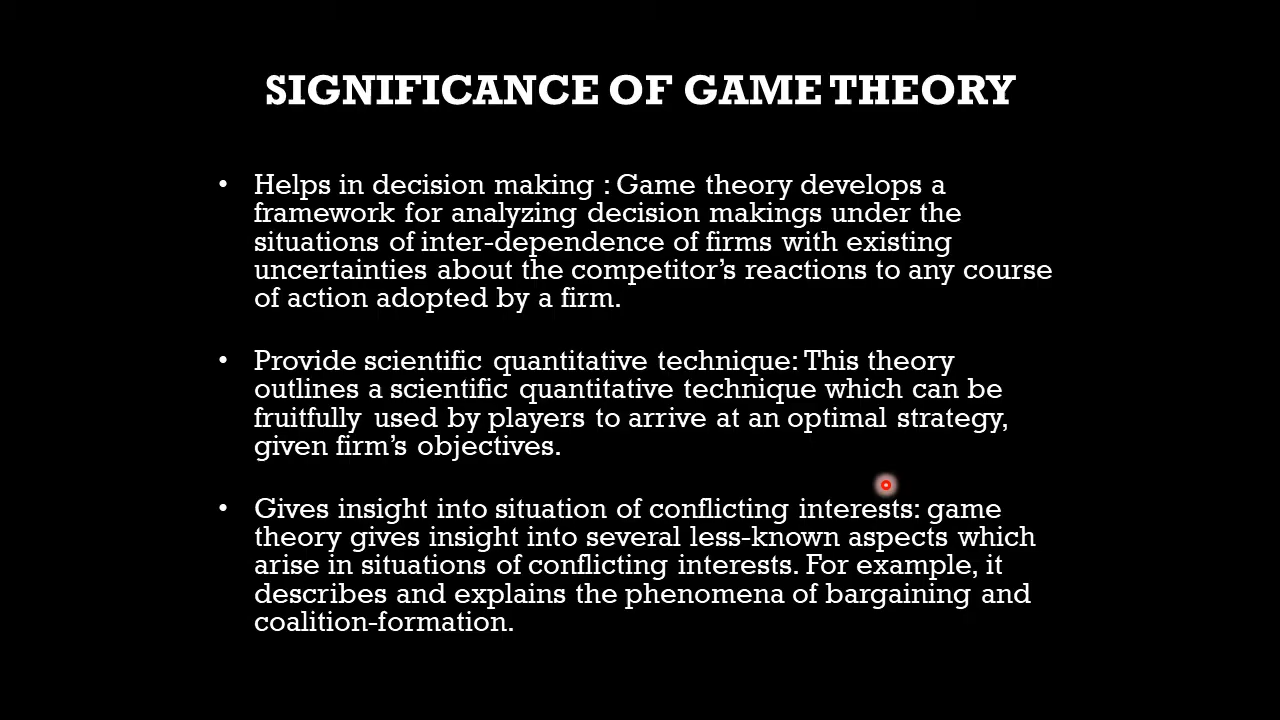 SIGNIFICANCE OF GAME THEORY
• Helps in decision making : Game theory develops a
framework for analyzing decision makings under the
situations of inter-dependence of firms with existing
uncertainties about the competitor’s reactions to any course
of action adopted by a firm.
• Provide scientific quantitative technique: This theory
outlines a scientific quantitative technique which can be
fruitfully used by players to arrive at an optimal strategy,
given firm’s objectives.
• Gives insight into situation of conflicting interests: game
theory gives insight into several less-known aspects which
arise in situations of conflicting interests. For example, it
describes and explains the phenomena of bargaining and
coalition-formation.